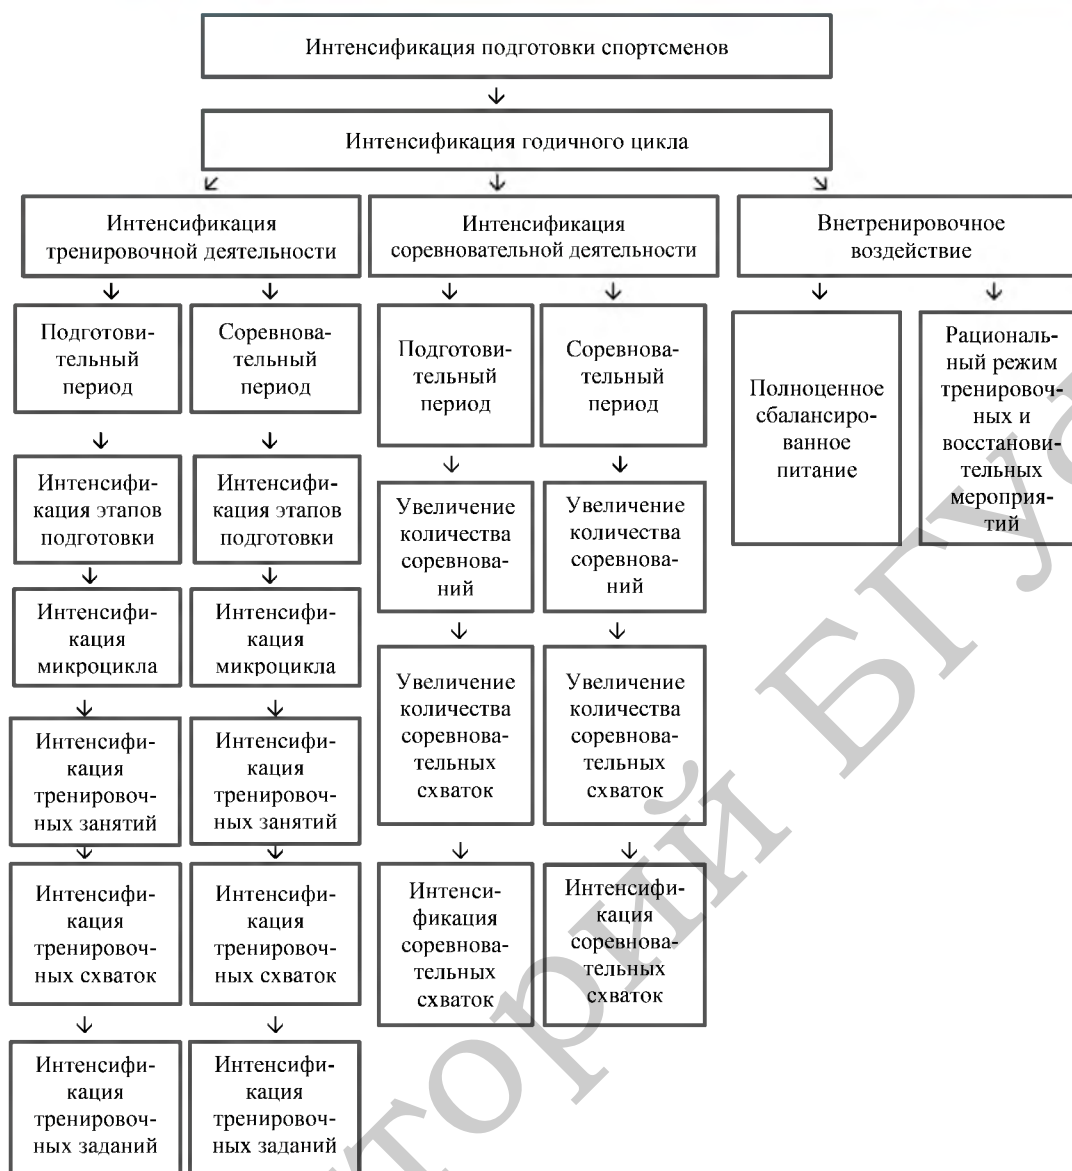 Интенсификация подготовки спортсменов
Интенсификация годичного цикла
Интенсификация
тренировочной деятельности
Интенсификация
соревновательной деятельности
Внетренировочное
воздействие
Подготови-
тельный
период
Соревнова-
тельный
период
Подготови-
тельный
период
Соревнова-
тельный
период
Полноценное
сбалансиро-
ванное
питание
Рациональ-
ный режим
тренировоч-
ных и
восстанови-
тельных
мероприя-
тий
Интенсифи-
кация этапов
подготовки
Интенсифи-
кация этапов
подготовки
Увеличение
количества
соревнова-
ний
Увеличение
количества
соревнова-
ний
Интенсифи-
кация
микроцикла
Интенсифи-
кация
микроцикла
Увеличение
количества
соревнова-
тельных
схваток
Увеличение
количества
соревнова-
тельных
схваток
Интенсифи-
кация
тренировоч-
ных занятий
Интенсифи-
кация
тренировоч-
ных занятий
Интенсифи-
кация
тренировоч-
ных схваток
Интенсифи-
кация
тренировоч-
ных схваток
Интенси-
фикация
соревнова-
тельных
схваток
Интенсифи-
кация
соревнова-
тельных
схваток
Интенсифи-
кация
тренировоч-
ных заданий
Интенсифи-
кация
тренировоч-
ных заданий